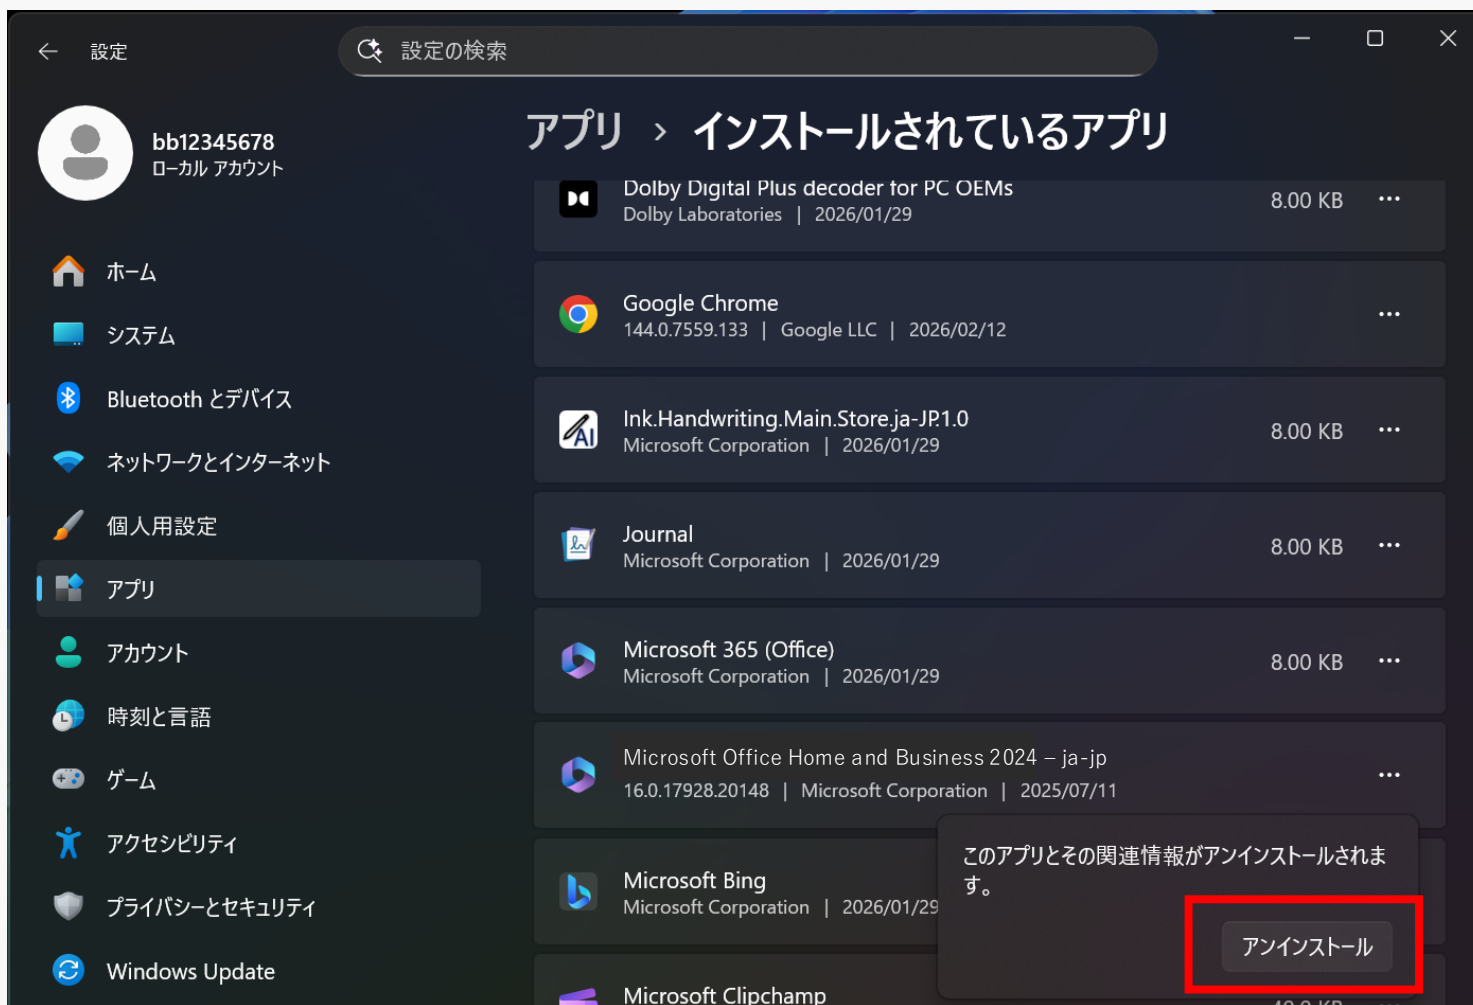 設定
設定の検索
bb12345678
ローカル アカウント
ホーム
システム
Bluetooth とデバイス
ネットワークとインターネット
個人用設定
アプリ
アカウント
時刻と言語
ゲーム
アクセシビリティ
プライバシーとセキュリティ
Windows Update
アプリ › インストールされているアプリ
Dolby Digital Plus decoder for PC OEMs
Dolby Laboratories | 2026/01/29
8.00 KB
Google Chrome
144.0.7559.133 | Google LLC | 2026/02/12
Ink.Handwriting.Main.Store.ja-JP.1.0
Microsoft Corporation | 2026/01/29
8.00 KB
Journal
Microsoft Corporation | 2026/01/29
8.00 KB
Microsoft 365 (Office)
Microsoft Corporation | 2026/01/29
8.00 KB
Microsoft Office Home and Business 2024 – ja-jp
16.0.17928.20148 | Microsoft Corporation | 2025/07/11
Microsoft Bing
Microsoft Corporation | 2026/01/29
このアプリとその関連情報がアンインストールされま
す。
アンインストール
Microsoft Clipchamp